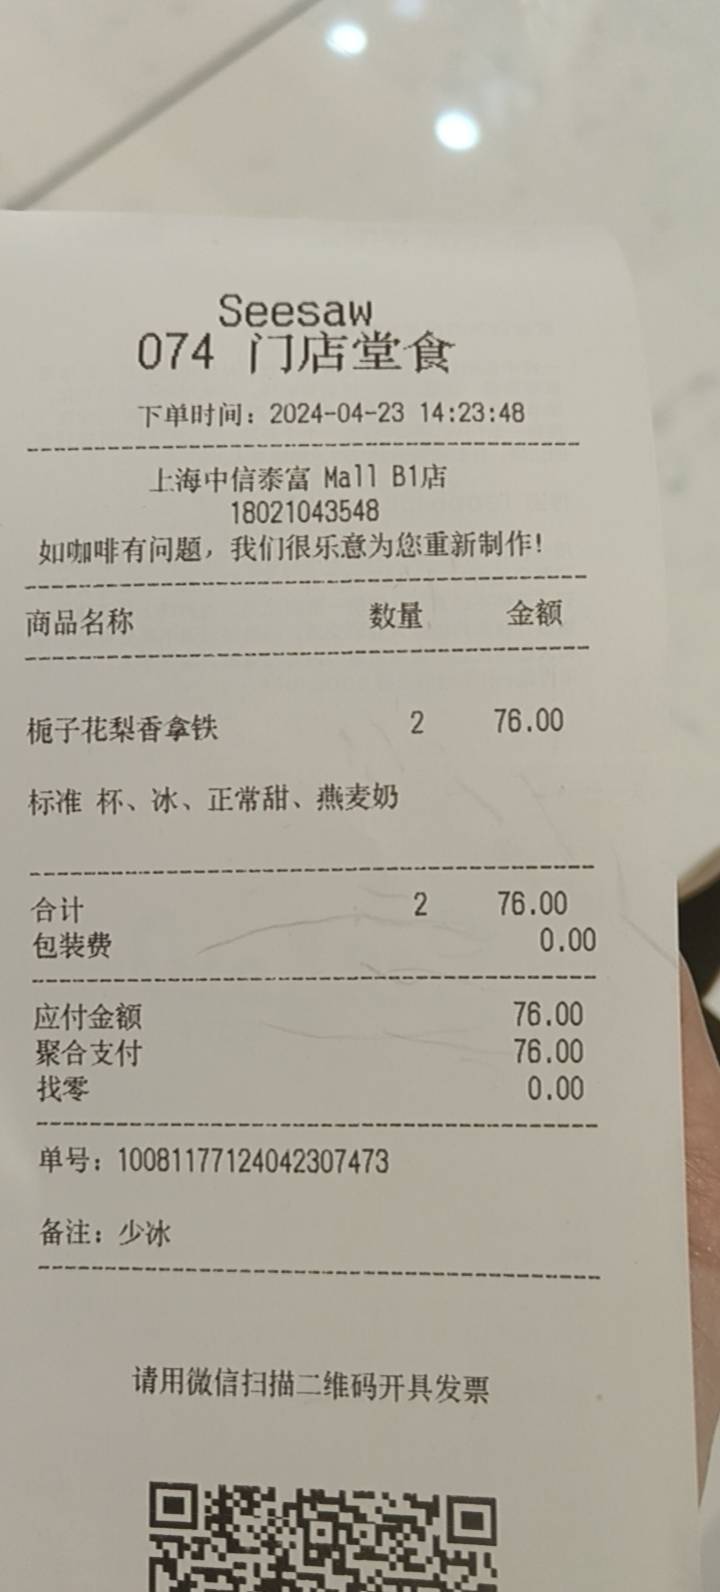 Seesaw
074 门店堂食
下单时间：2024-04-23 14:23:48
上海中信泰富 Mall B1店
18021043548
如咖啡有问题，我们很乐意为您重新制作！
商品名称 数量 金额
栀子花梨香拿铁 2 76.00
标准 杯、冰、正常甜、燕麦奶
合计 2 76.00
包装费 0.00
应付金额 76.00
聚合支付 76.00
找零 0.00
单号：10081177124042307473
备注：少冰
请用微信扫描二维码开具发票